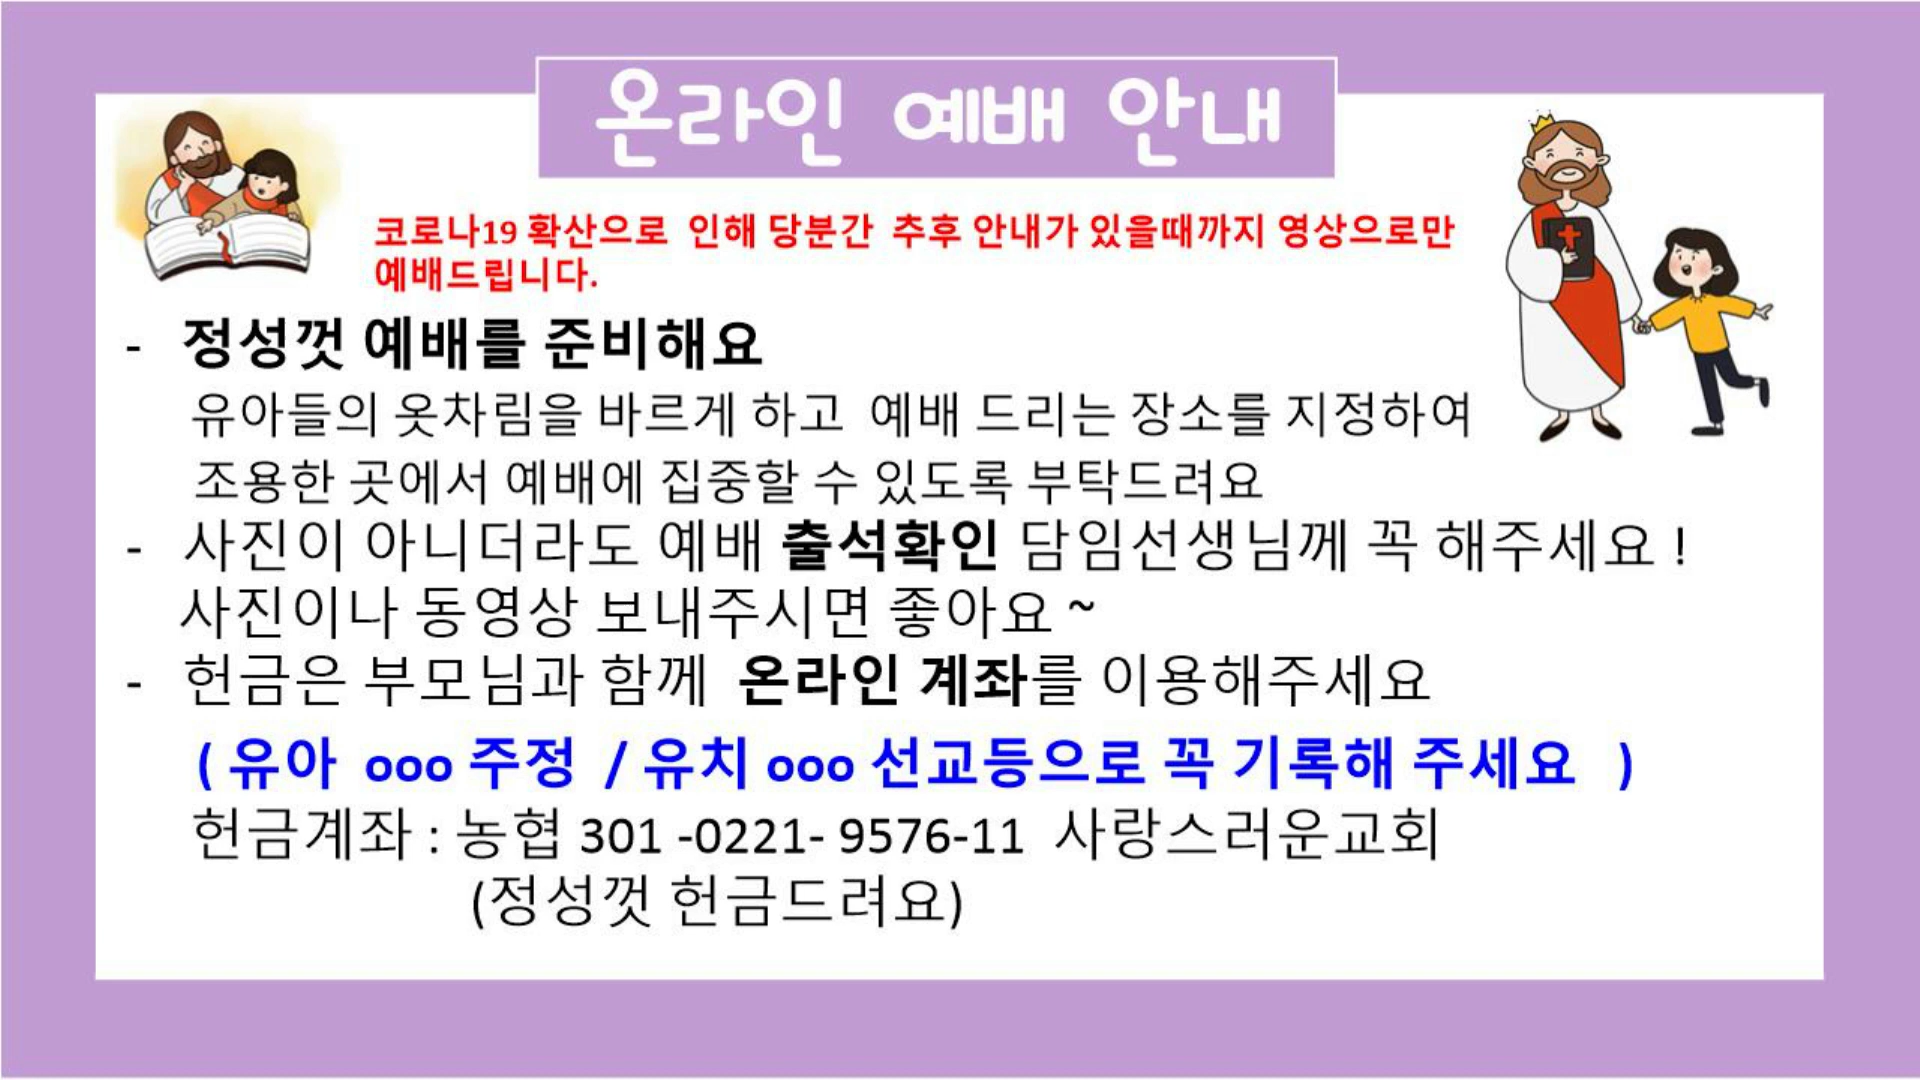 온라인 예배 안내
코로나19 확산으로 인해 당분간 추후 안내가 있을때까지 영상으로만
예배드립니다.
- 정성껏 예배를 준비해요
유아들의 옷차림을 바르게 하고 예배 드리는 장소를 지정하여
조용한 곳에서 예배에 집중할 수 있도록 부탁드려요
- 사진이 아니더라도 예배 출석확인 담임선생님께 꼭 해주세요 !
사진이나 동영상 보내주시면 좋아요 ~
- 헌금은 부모님과 함께 온라인 계좌를 이용해주세요
( 유아 ooo 주정 / 유치 ooo 선교등으로 꼭 기록해 주세요 )
헌금계좌 : 농협 301 -0221- 9576-11 사랑스러운교회
(정성껏 헌금드려요)